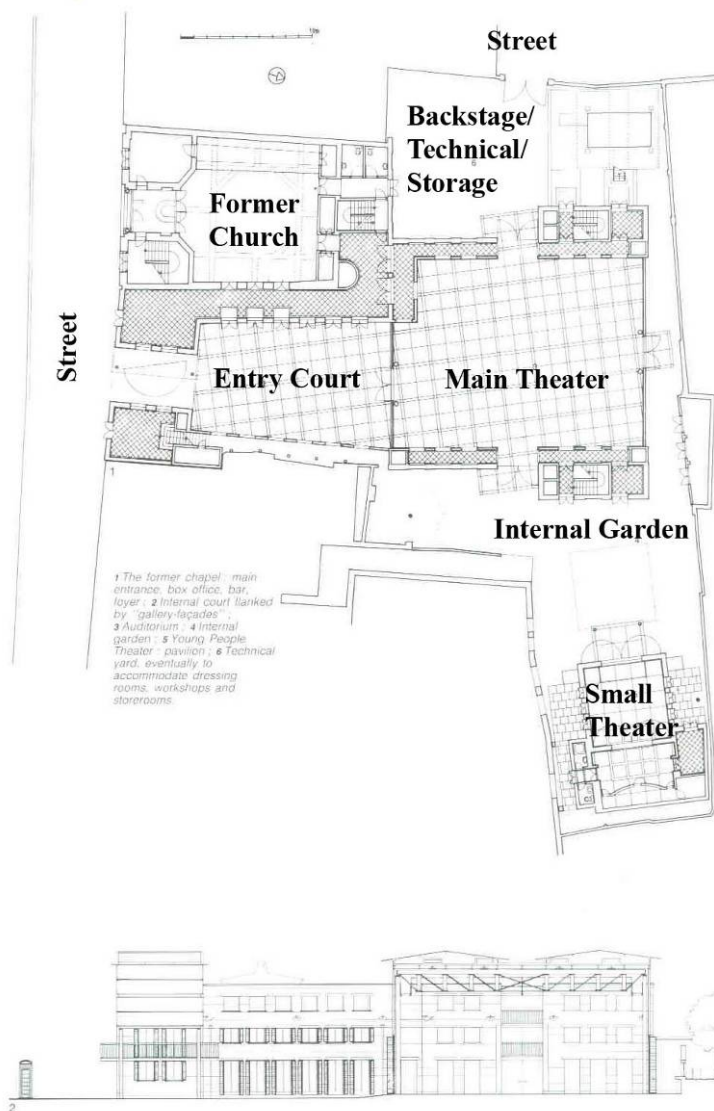 Street
Backstage/
Technical/
Storage
Former
Church
Street
Entry Court
Main Theater
1
Internal Garden
1 The former chapel : main
entrance, box office, bar,
foyer ; 2 Internal court flanked
by "gallery-façades" ;
3 Auditorium ; 4 Internal
garden ; 5 Young People
Theater : pavilion ; 6 Technical
yard, eventually to
accommodate dressing
rooms, workshops and
storerooms
Small
Theater
2